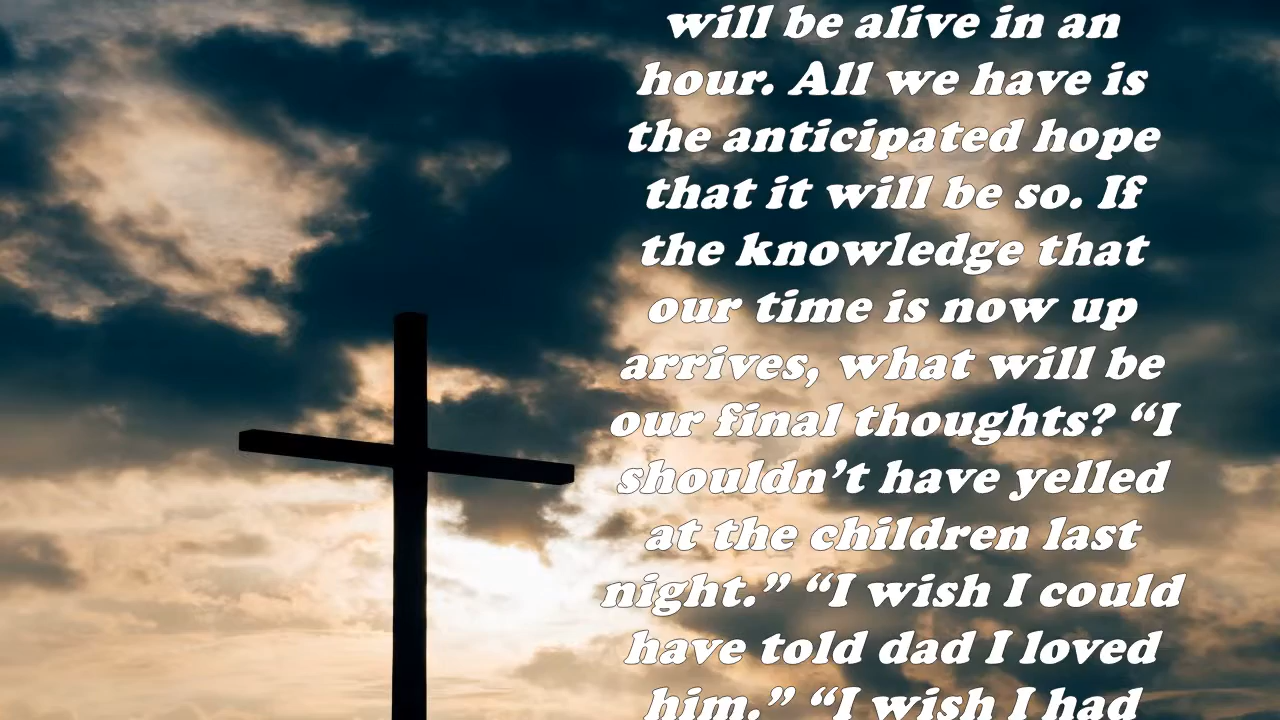 will be alive in an
hour. All we have is
the anticipated hope
that it will be so. If
the knowledge that
our time is now up
arrives, what will be
our final thoughts? “I
shouldn’t have yelled
at the children last
night.” “I wish I could
have told dad I loved
him.” “I wish I had